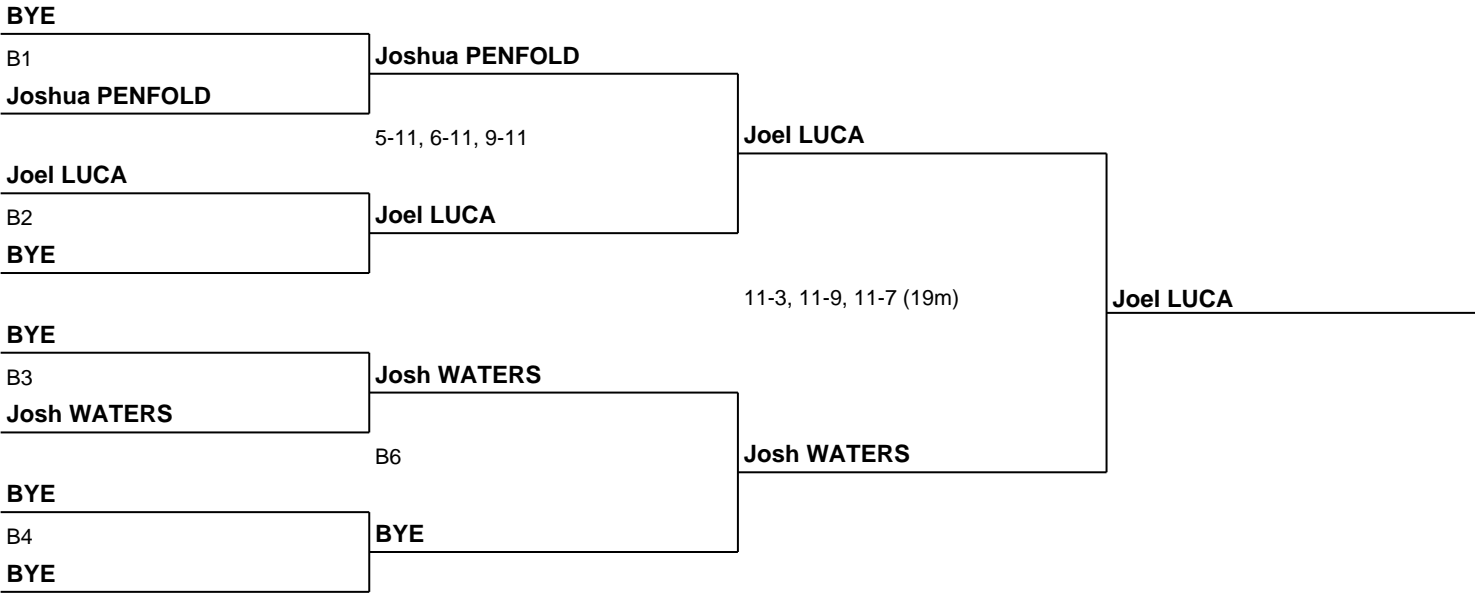 BYE
B1
Joshua PENFOLD
Joshua PENFOLD
5-11, 6-11, 9-11
Joel LUCA
Joel LUCA
B2
Joel LUCA
BYE
11-3, 11-9, 11-7 (19m)
Joel LUCA
BYE
B3
Josh WATERS
Josh WATERS
B6
Josh WATERS
BYE
B4
BYE
BYE